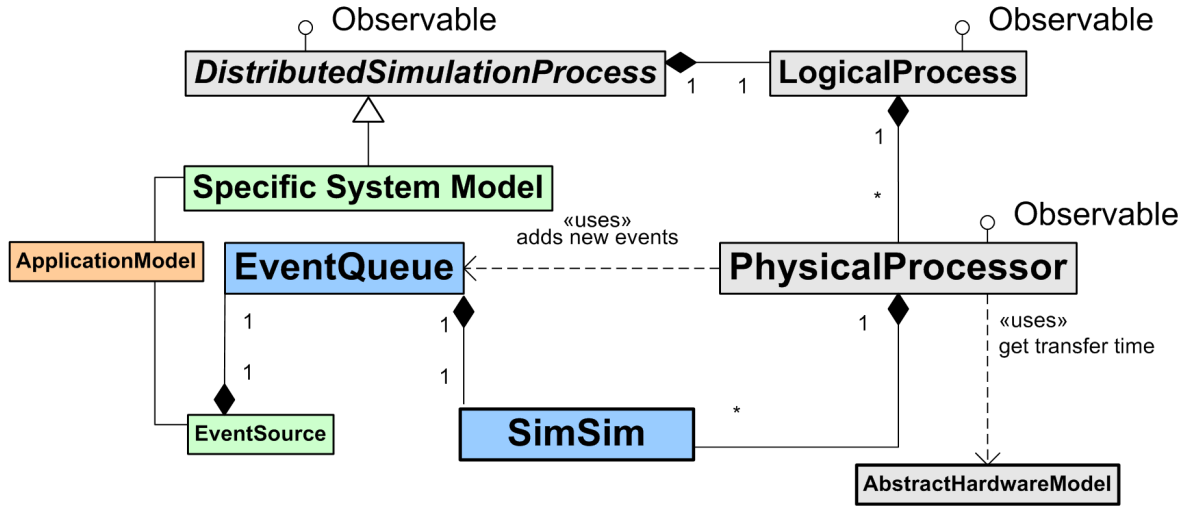 Observable
Observable
DistributedSimulationProcess
1
1
LogicalProcess
1
*
Specific System Model
«uses»
adds new events
Observable
ApplicationModel
EventQueue
PhysicalProcessor
1
1
1
«uses»
get transfer time
1
1
*
EventSource
SimSim
AbstractHardwareModel